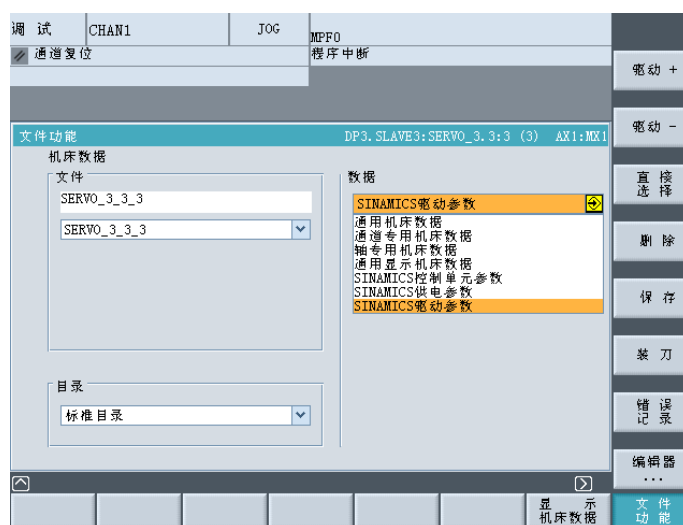 调 试
CHAN1
JOG
MPF0
通道复位
程序中断
驱动 +
驱动 -
直 接
选 择
删 除
保 存
装 刀
错 误
记 录
编辑器
...
文件功能
DP3.SLAVE3:SERVO_3.3:3 (3) AX1:MX1
机床数据
文件
SERVO_3_3_3
SERVO_3_3_3
目录
标准目录
数据
SINAMICS驱动参数
通用机床数据
通道专用机床数据
轴专用机床数据
通用显示机床数据
SINAMICS控制单元参数
SINAMICS供电参数
SINAMICS驱动参数
显 示
机床数据
文 件
功 能